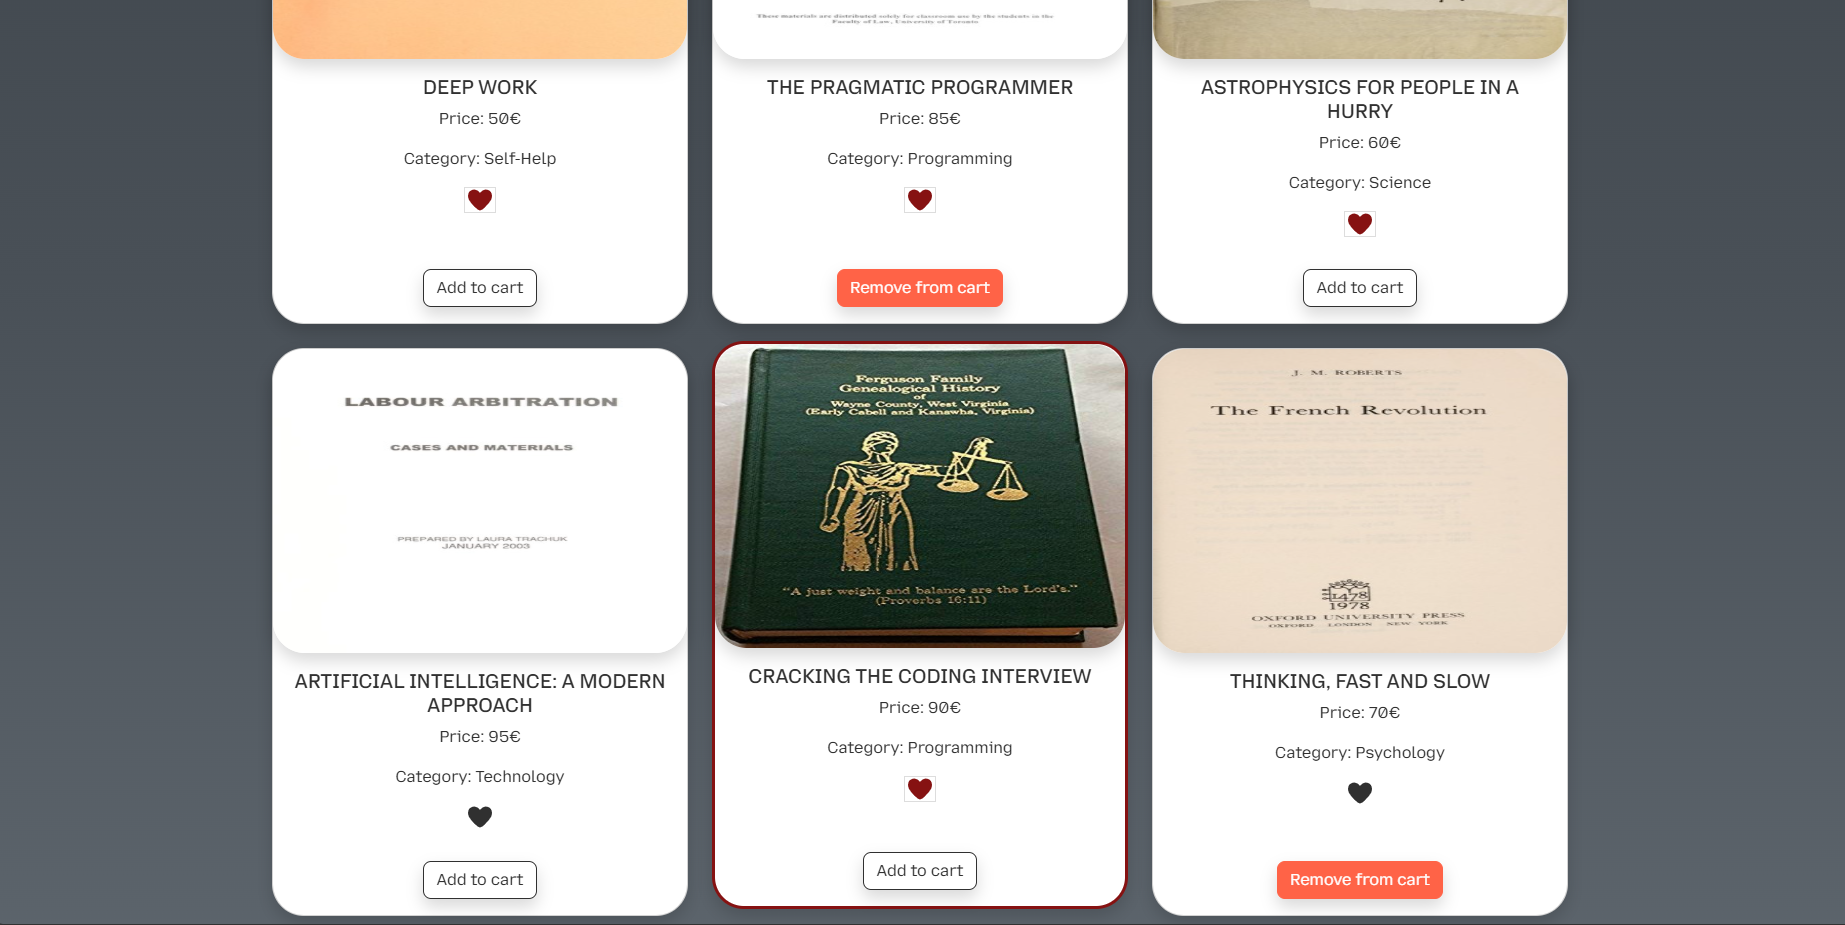 These materials are distributed solely for classroom use by the students in the
Faculty of Law, University of Toronto
DEEP WORK
Price: 50€
Category: Self-Help
Add to cart
THE PRAGMATIC PROGRAMMER
Price: 85€
Category: Programming
Remove from cart
ASTROPHYSICS FOR PEOPLE IN A
HURRY
Price: 60€
Category: Science
Add to cart
LABOUR ARBITRATION
CASES AND MATERIALS
PREPARED BY LAURA TRACHUK
JANUARY 2003
ARTIFICIAL INTELLIGENCE: A MODERN
APPROACH
Price: 95€
Category: Technology
Add to cart
Ferguson Family
Genealogical History
of
Wayne County, West Virginia
(Early Cabell and Kanawha, Virginia)
“A just weight and balance are the Lord's.”
(Proverbs 16:11)
CRACKING THE CODING INTERVIEW
Price: 90€
Category: Programming
Add to cart
J. M. ROBERTS
The French Revolution
1478
1978
OXFORD UNIVERSITY PRESS
OXFORD LONDON NEW YORK
THINKING, FAST AND SLOW
Price: 70€
Category: Psychology
Remove from cart